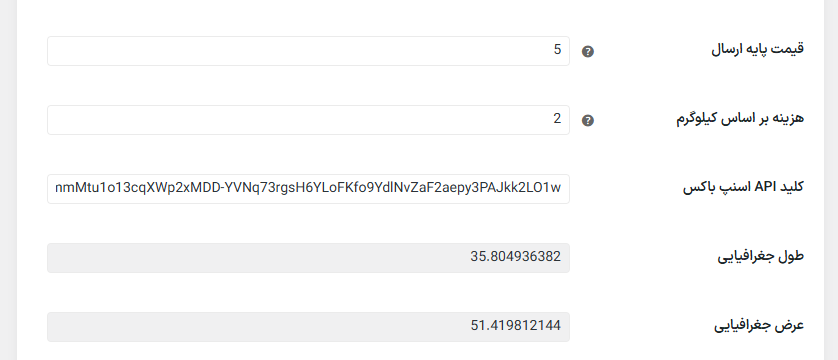 قیمت پایه ارسال
5
هزینه بر اساس کیلوگرم
2
کلید API اسنپ باکس
nmMtu1o13cqXWp2xMDD-YVNq73rgsH6YLoFKfo9YdlNvZaF2aepy3PAJkk2LO1w
طول جغرافیایی
35.804936382
عرض جغرافیایی
51.419812144